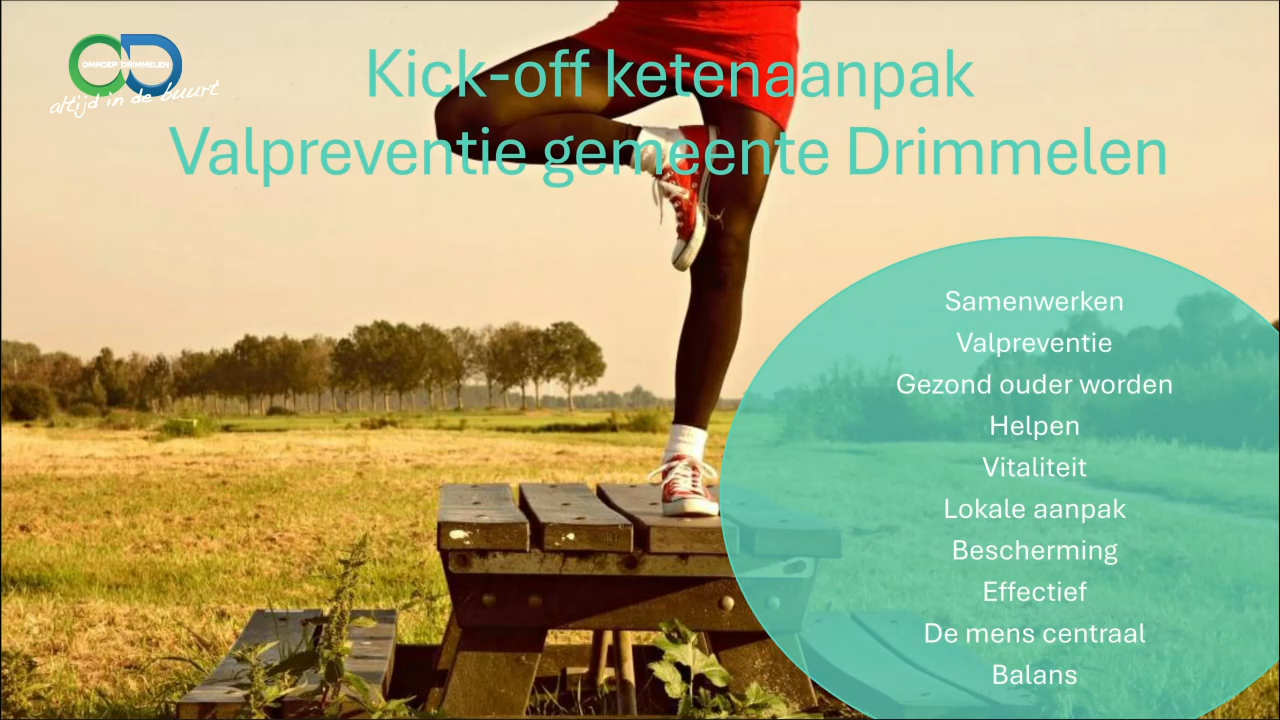 OMROEP DRIMMELEN
altijd in de buurt
Kick-off ketenaanpak
Valpreventie gemeente Drimmelen
Samenwerken
Valpreventie
Gezond ouder worden
Helpen
Vitaliteit
Lokale aanpak
Bescherming
Effectief
De mens centraal
Balans